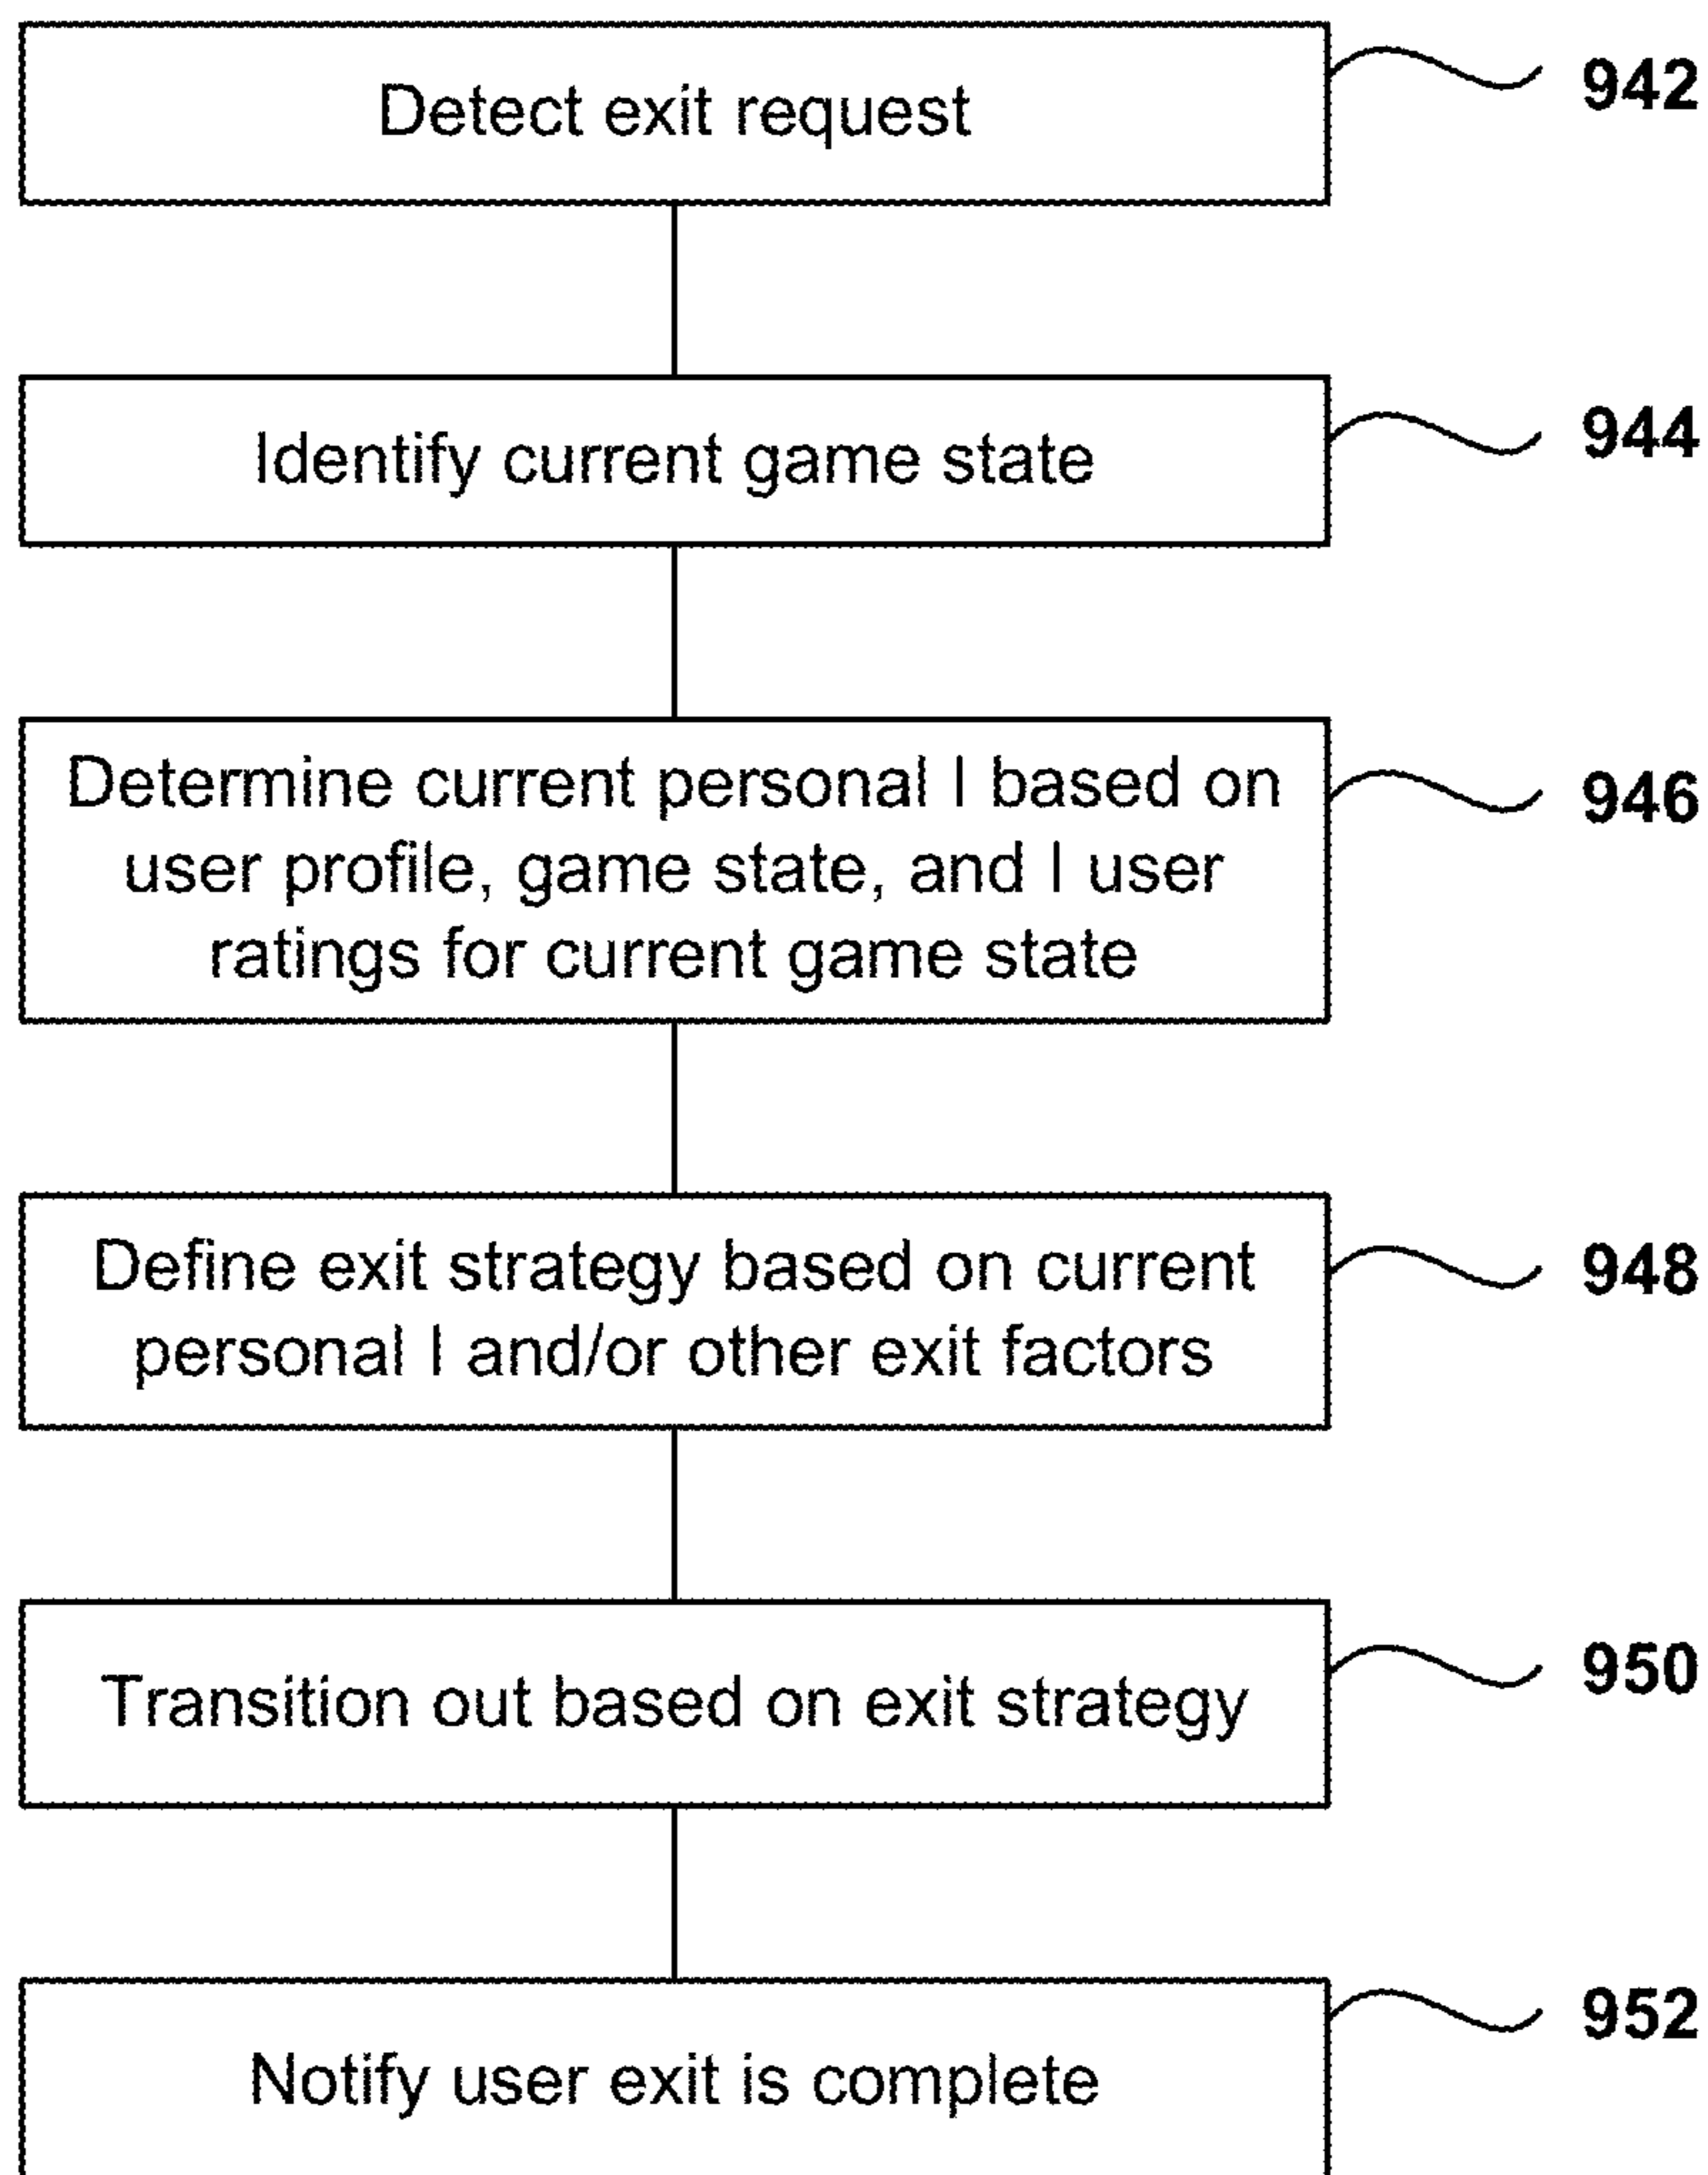 Detect exit request
942
Identify current game state
944
Determine current personal I based on
user profile, game state, and I user
ratings for current game state
946
Define exit strategy based on current
personal I and/or other exit factors
948
Transition out based on exit strategy
950
Notify user exit is complete
952